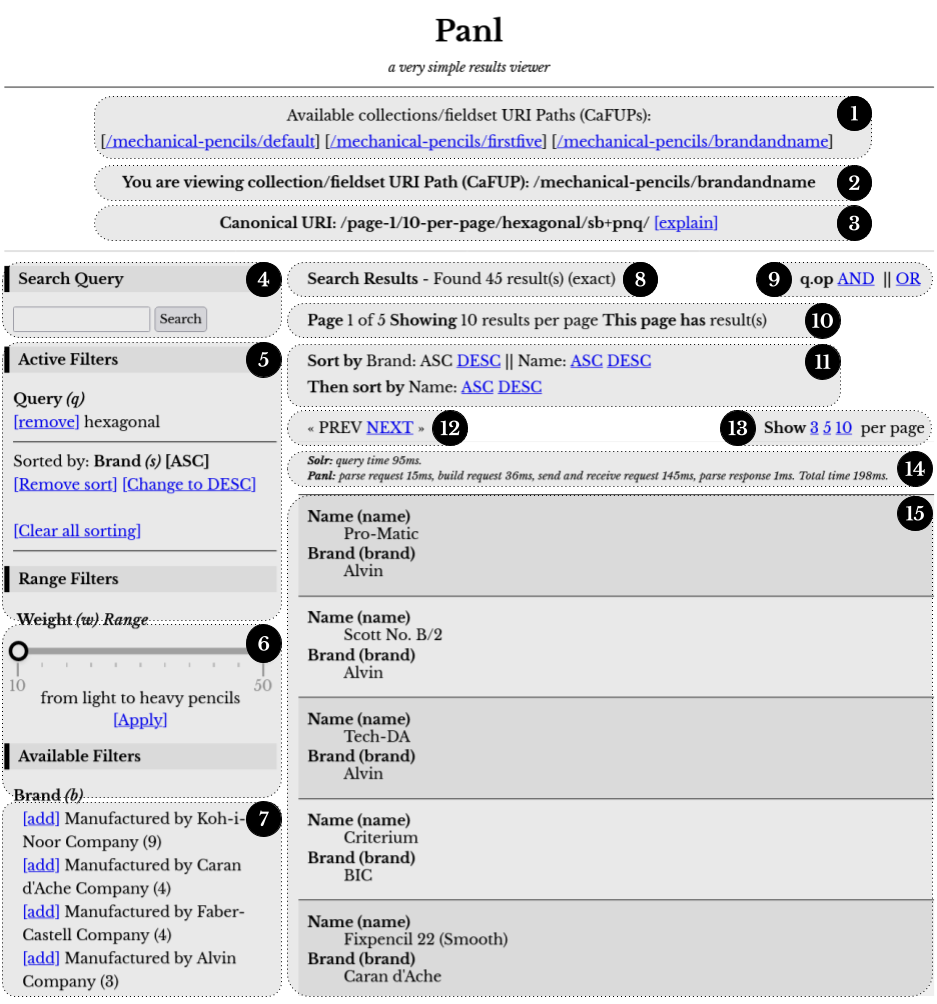 Panl
a very simple results viewer
Available collections/fieldset URI Paths (CaFUPs):
1
[/mechanical-pencils/default] [/mechanical-pencils/firstfive] [/mechanical-pencils/brandandname]
You are viewing collection/fieldset URI Path (CaFUP): /mechanical-pencils/brandandname
2
Canonical URI: /page-1/10-per-page/hexagonal/sb+pnq/ [explain]
3
Search Query
4
Search
Active Filters
5
Query (q)
[remove] hexagonal
Sorted by: Brand (s) [ASC]
[Remove sort] [Change to DESC]
[Clear all sorting]
Range Filters
Weight (w) Range
6
10
50
from light to heavy pencils
[Apply]
Available Filters
Brand (b)
[add] Manufactured by Koh-i-
7
Noor Company (9)
[add] Manufactured by Caran
d'Ache Company (4)
[add] Manufactured by Faber-
Castell Company (4)
[add] Manufactured by Alvin
Company (3)
Search Results - Found 45 result(s) (exact)
8
9
q.op AND || OR
Page 1 of 5 Showing 10 results per page This page has result(s)
10
Sort by Brand: ASC DESC || Name: ASC DESC
11
Then sort by Name: ASC DESC
« PREV NEXT »
12
13
Show 3 5 10 per page
Solr: query time 95ms.
Panl: parse request 15ms, build request 36ms, send and receive request 145ms, parse response 1ms. Total time 198ms.
14
15
Name (name)
Pro-Matic
Brand (brand)
Alvin
Name (name)
Scott No. B/2
Brand (brand)
Alvin
Name (name)
Tech-DA
Brand (brand)
Alvin
Name (name)
Criterium
Brand (brand)
BIC
Name (name)
Fixpencil 22 (Smooth)
Brand (brand)
Caran d'Ache